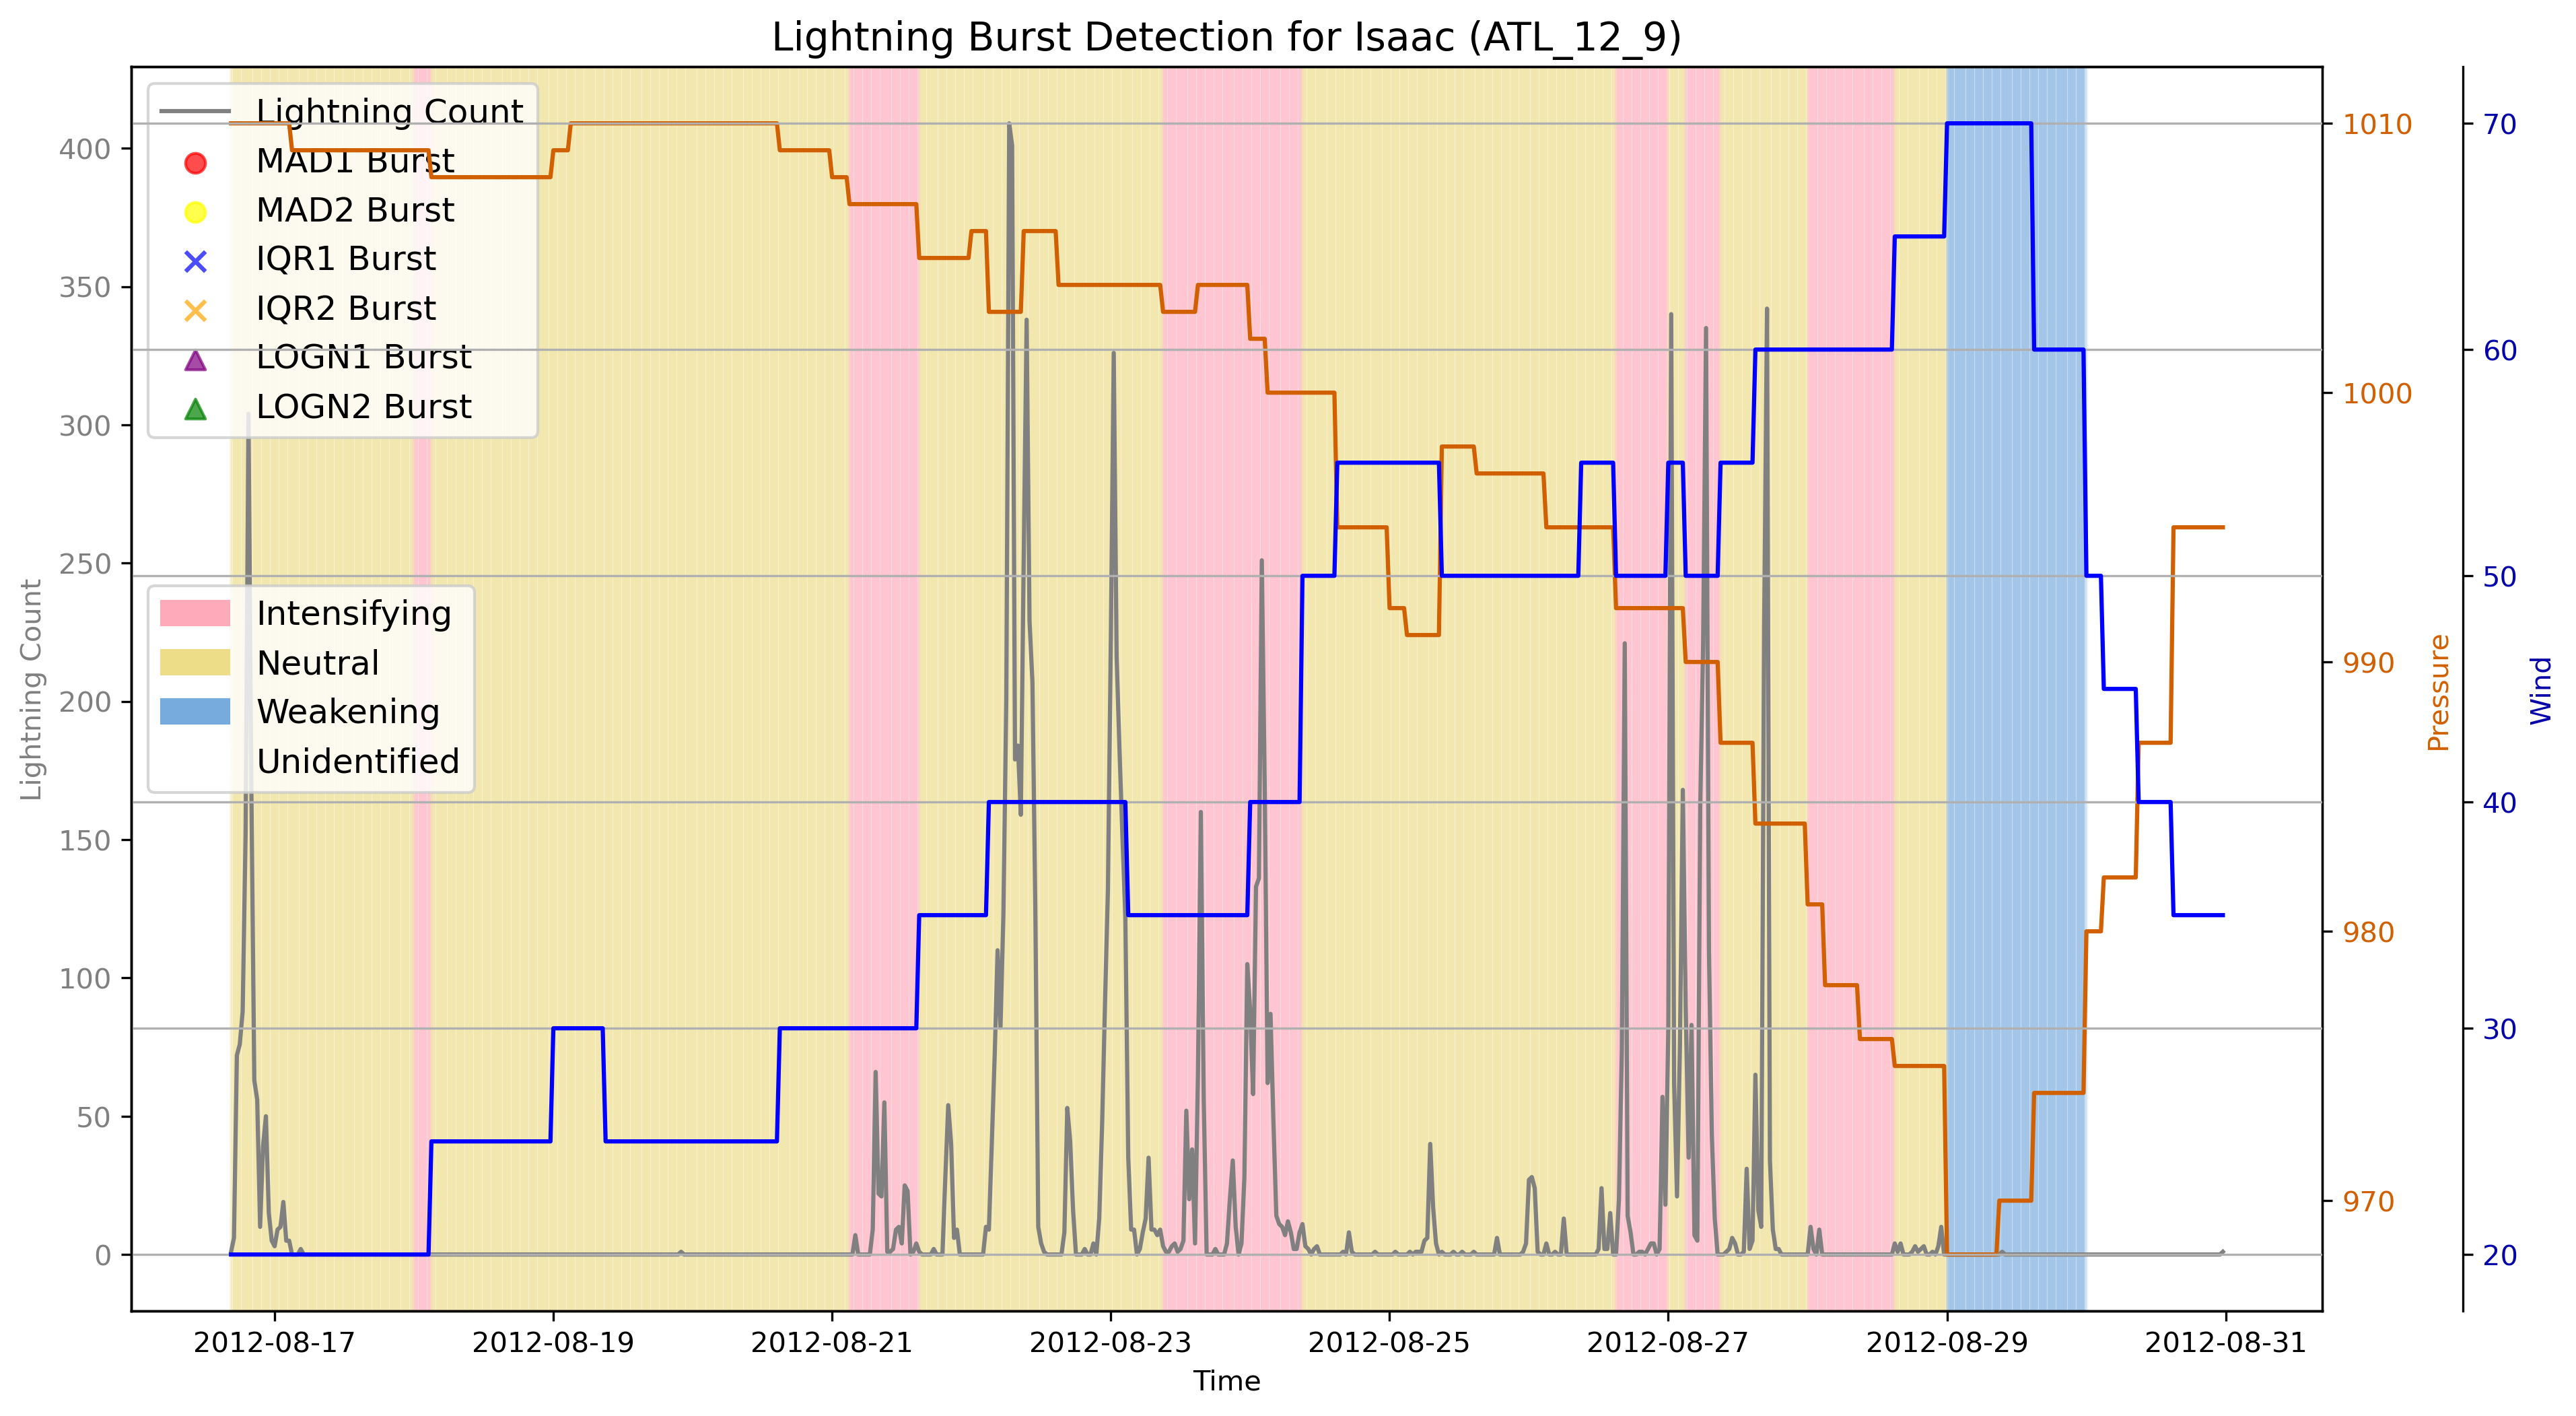 Lightning Burst Detection for Isaac (ATL_12_9)
Lightning Count
MAD1 Burst
MAD2 Burst
IQR1 Burst
IQR2 Burst
LOGN1 Burst
LOGN2 Burst
Intensifying
Neutral
Weakening
Unidentified
400
350
300
250
200
150
100
50
0
Lightning Count
1010
1000
990
980
970
Pressure
70
60
50
40
30
20
Wind
2012-08-17
2012-08-19
2012-08-21
2012-08-23
2012-08-25
2012-08-27
2012-08-29
2012-08-31
Time